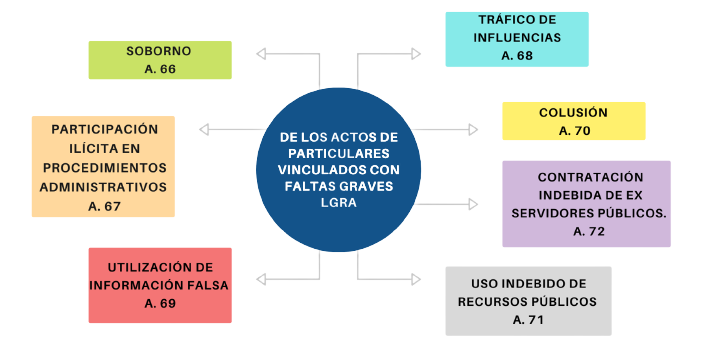 SOBORNO
A. 66
TRÁFICO DE
INFLUENCIAS
A. 68
PARTICIPACIÓN
ILÍCITA EN
PROCEDIMIENTOS
ADMINISTRATIVOS
A. 67
DE LOS ACTOS DE
PARTICULARES
VINCULADOS CON
FALTAS GRAVES
LGRA
COLUSIÓN
A. 70
CONTRATACIÓN
INDEBIDA DE EX
SERVIDORES PÚBLICOS.
A. 72
UTILIZACIÓN DE
INFORMACIÓN FALSA
A. 69
USO INDEBIDO DE
RECURSOS PÚBLICOS
A. 71